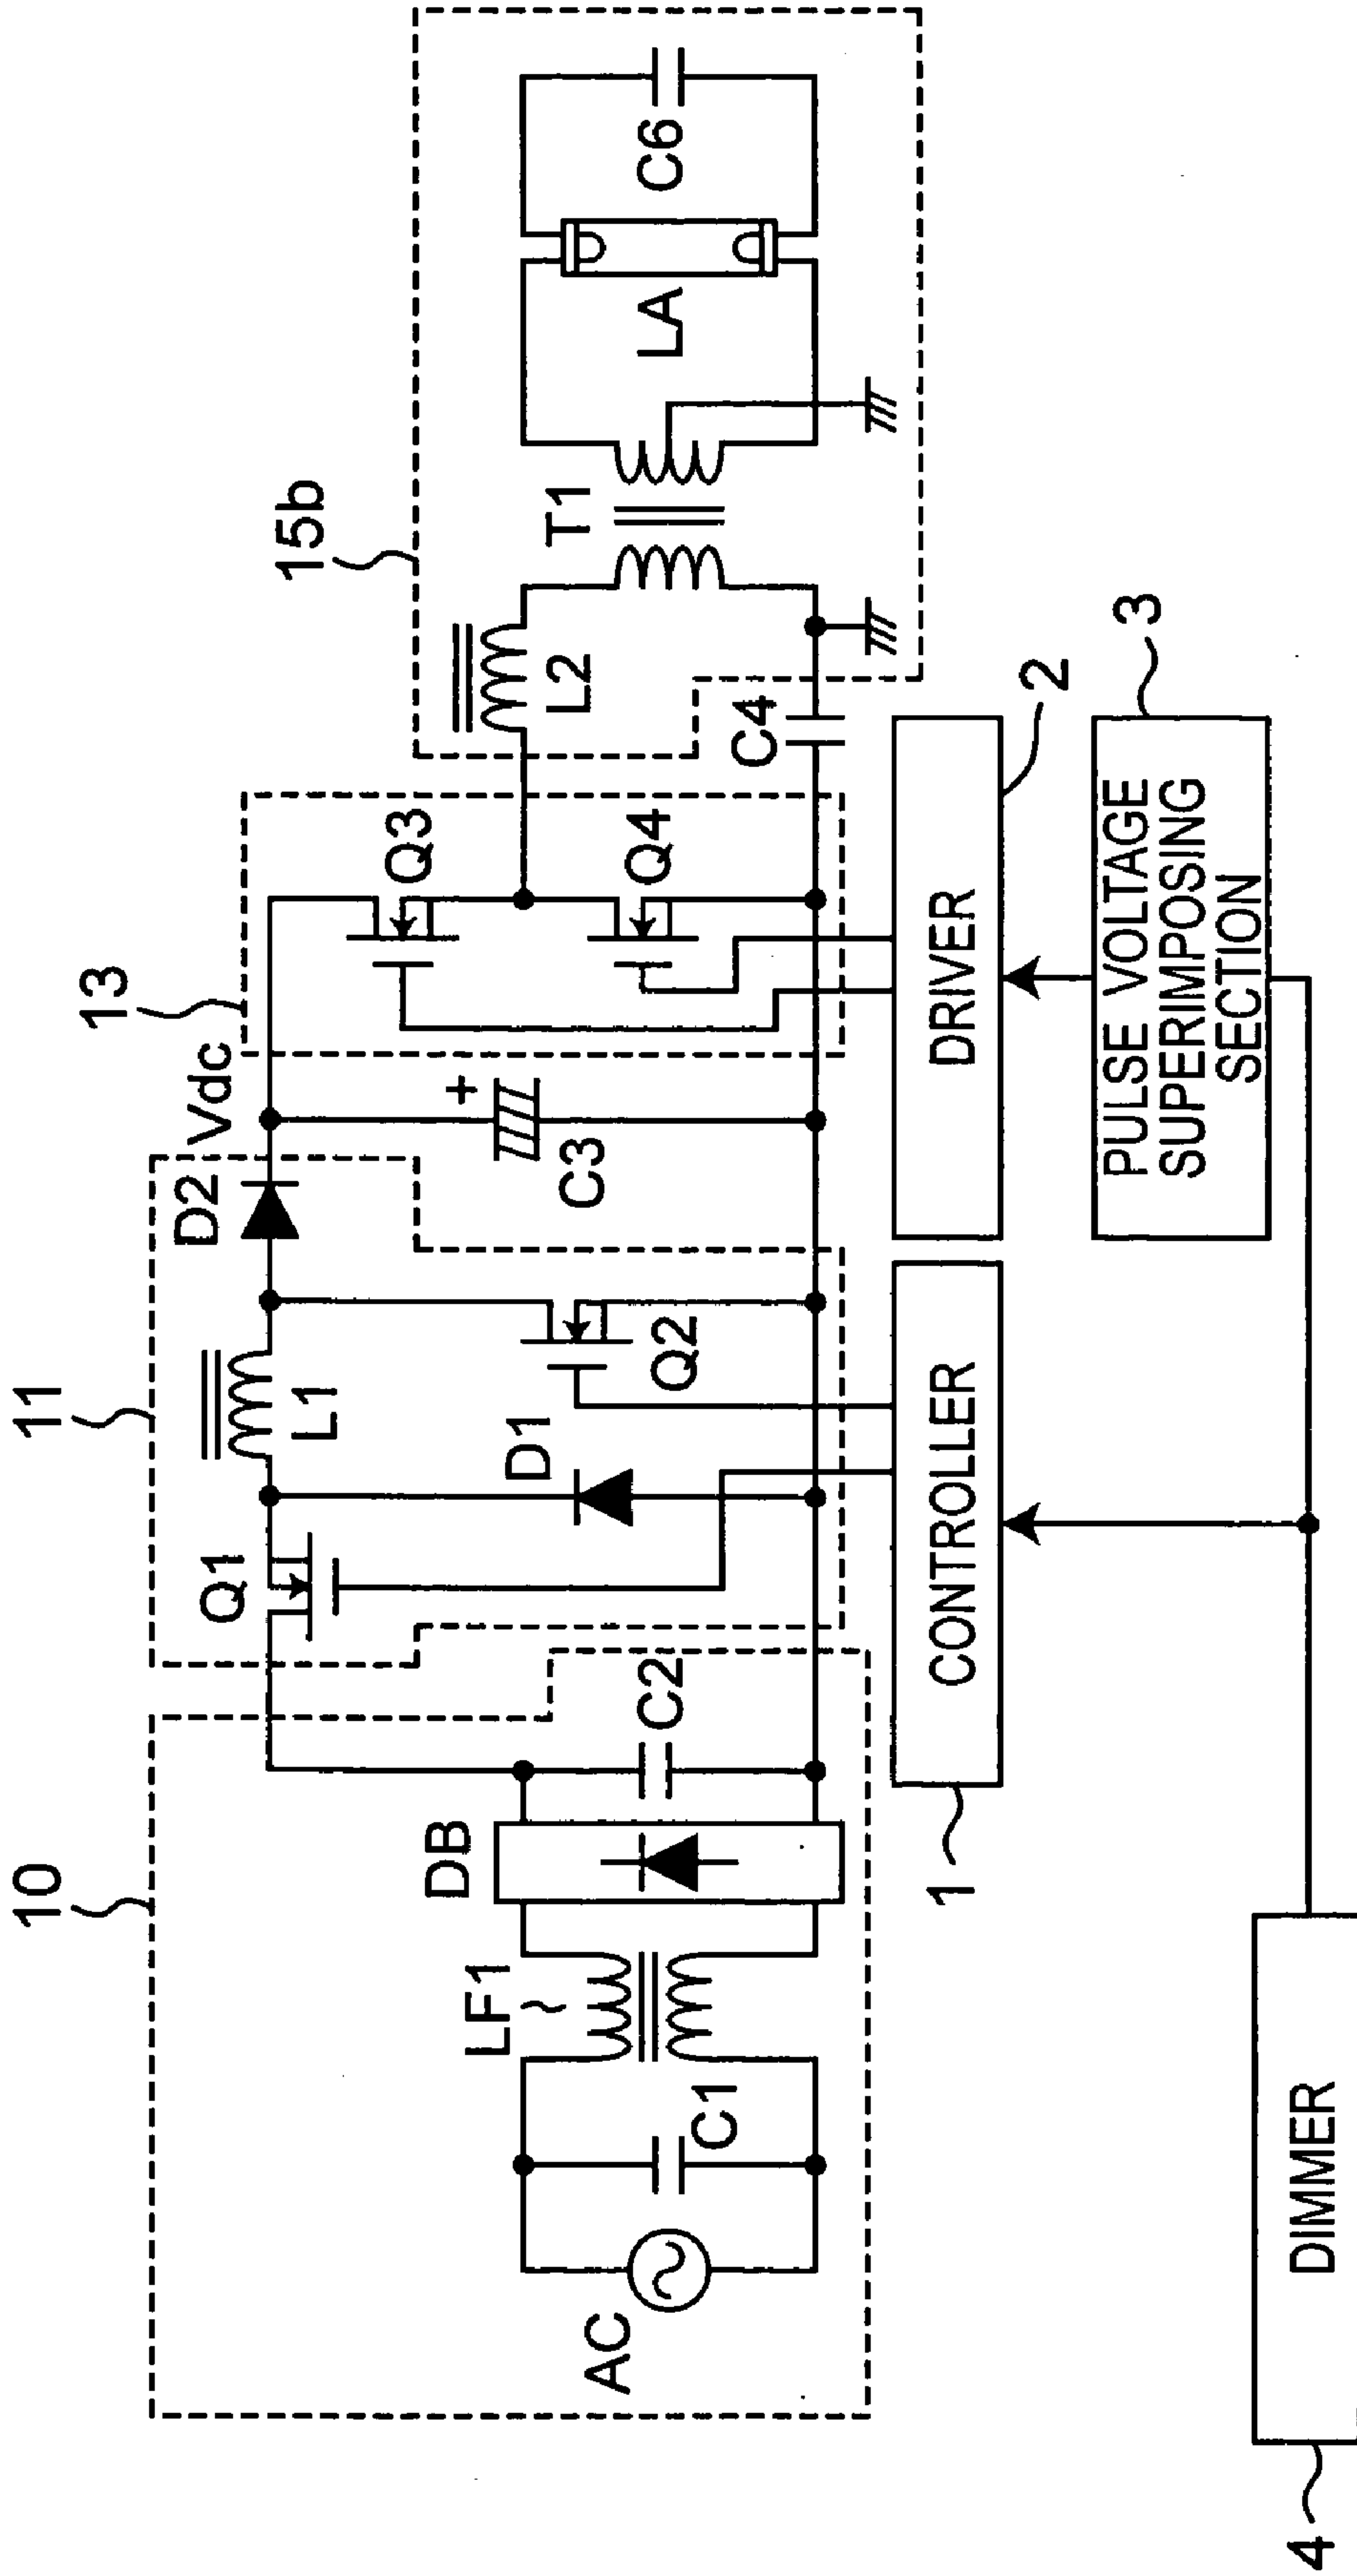 10
11
13
15b
Q1
L1
D2
Vdc
LF1
DB
D1
C3
+
Q3
L2
T1
AC
C1
C2
Q2
Q4
C4
LA
C6
1
CONTROLLER
DRIVER
2
PULSE VOLTAGE
SUPERIMPOSING
SECTION
3
4
DIMMER